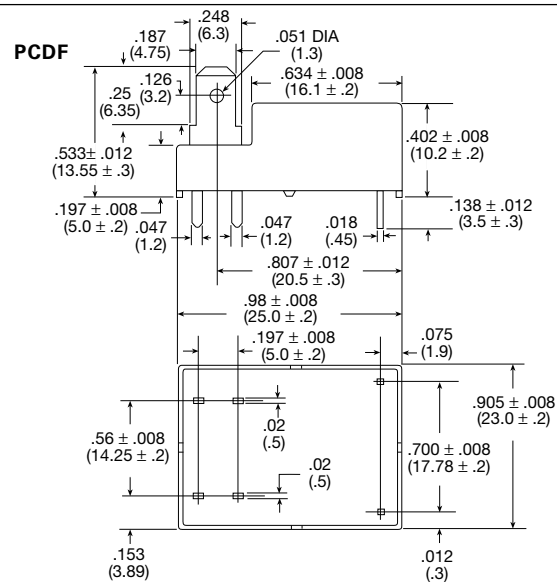 PCDF
.248
(6.3)
.187
(4.75)
.051 DIA
(1.3)
.126
(3.2)
.634 ± .008
(16.1 ± .2)
.25
(6.35)
.533± .012
(13.55 ± .3)
.402 ± .008
(10.2 ± .2)
.197 ± .008
(5.0 ± .2)
.047
(1.2)
.047
(1.2)
.018
(.45)
.138 ± .012
(3.5 ± .3)
.807 ± .012
(20.5 ± .3)
.98 ± .008
(25.0 ± .2)
.197 ± .008
(5.0 ± .2)
.075
(1.9)
.905 ± .008
(23.0 ± .2)
.02
(.5)
.56 ± .008
(14.25 ± .2)
.700 ± .008
(17.78 ± .2)
.02
(.5)
.153
(3.89)
.012
(.3)